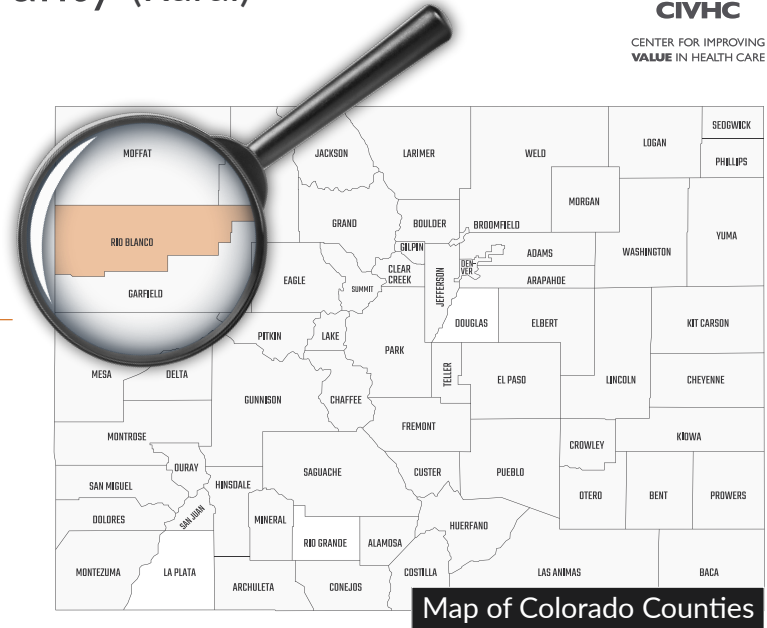 (Rural)
CIVHC
CENTER FOR IMPROVING
VALUE IN HEALTH CARE
SEDGWICK
LOGAN
PHILLIPS
MOFFAT
JACKSON
LARIMER
WELD
MORGAN
RIO BLANCO
GRAND
BOULDER
BROOMFIELD
WASHINGTON
YUMA
GILPIN
ADAMS
CLEAR
CREEK
DEN-
VER
EAGLE
SUMMIT
JEFFERSON
ARAPAHOE
GARFIELD
DOUGLAS
ELBERT
KIT CARSON
PITKIN
LAKE
PARK
MESA
DELTA
TELLER
EL PASO
LINCOLN
CHEYENNE
GUNNISON
CHAFFEE
FREMONT
MONTROSE
CROWLEY
KIOWA
OURAY
SAGUACHE
CUSTER
PUEBLO
SAN MIGUEL
HINSDALE
OTERO
BENT
PROWERS
DOLORES
SAN JUAN
MINERAL
HUERFANO
RIO GRANDE
ALAMOSA
MONTEZUMA
LA PLATA
COSTILLA
LAS ANIMAS
BACA
ARCHULETA
CONEJOS
Map of Colorado Counties